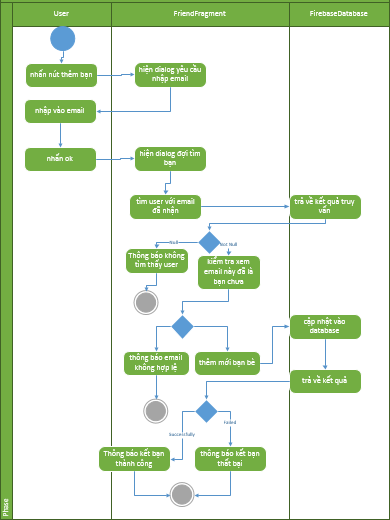 User
FriendFragment
FirebaseDatabase
nhấn nút thêm bạn
hiện dialog yêu cầu
nhập email
nhập vào email
nhấn ok
hiện dialog đợi tìm
bạn
tìm user với email
đã nhận
trả về kết quả truy
vấn
Null
Not Null
Thông báo không
tìm thấy user
kiểm tra xem
email này đã là
bạn chưa
cập nhật vào
database
thông báo email
không hợp lệ
thêm mới bạn bè
trả về kết quả
Successfully
Failed
Thông báo kết bạn
thành công
thông báo kết bạn
thất bại
Phase